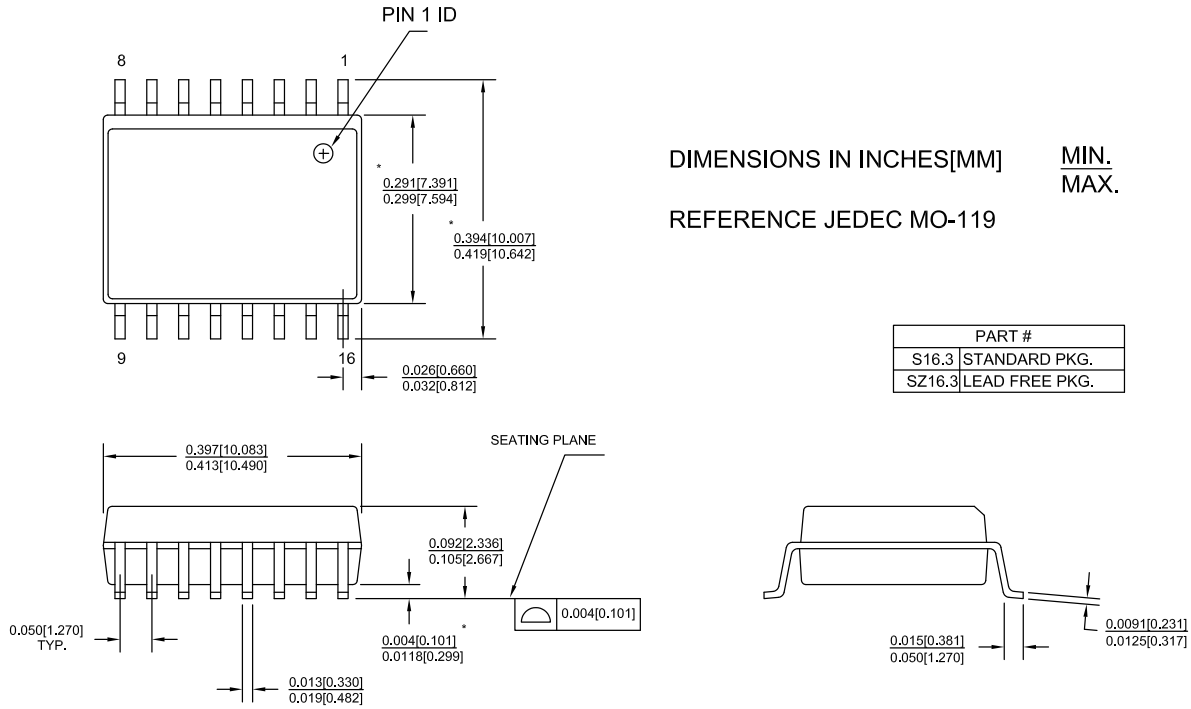 PIN 1 ID
8
1
*
0.291[7.391]
0.299[7.594]
*
0.394[10.007]
0.419[10.642]
DIMENSIONS IN INCHES[MM]
MIN.
MAX.
REFERENCE JEDEC MO-119
9
16
0.026[0.660]
0.032[0.812]
PART #
S16.3 STANDARD PKG.
SZ16.3 LEAD FREE PKG.
0.397[10.083]
0.413[10.490]
SEATING PLANE
0.092[2.336]
0.105[2.667]
0.004[0.101]
0.050[1.270]
TYP.
*
0.004[0.101]
0.0118[0.299]
0.013[0.330]
0.019[0.482]
0.015[0.381]
0.050[1.270]
0.0091[0.231]
0.0125[0.317]